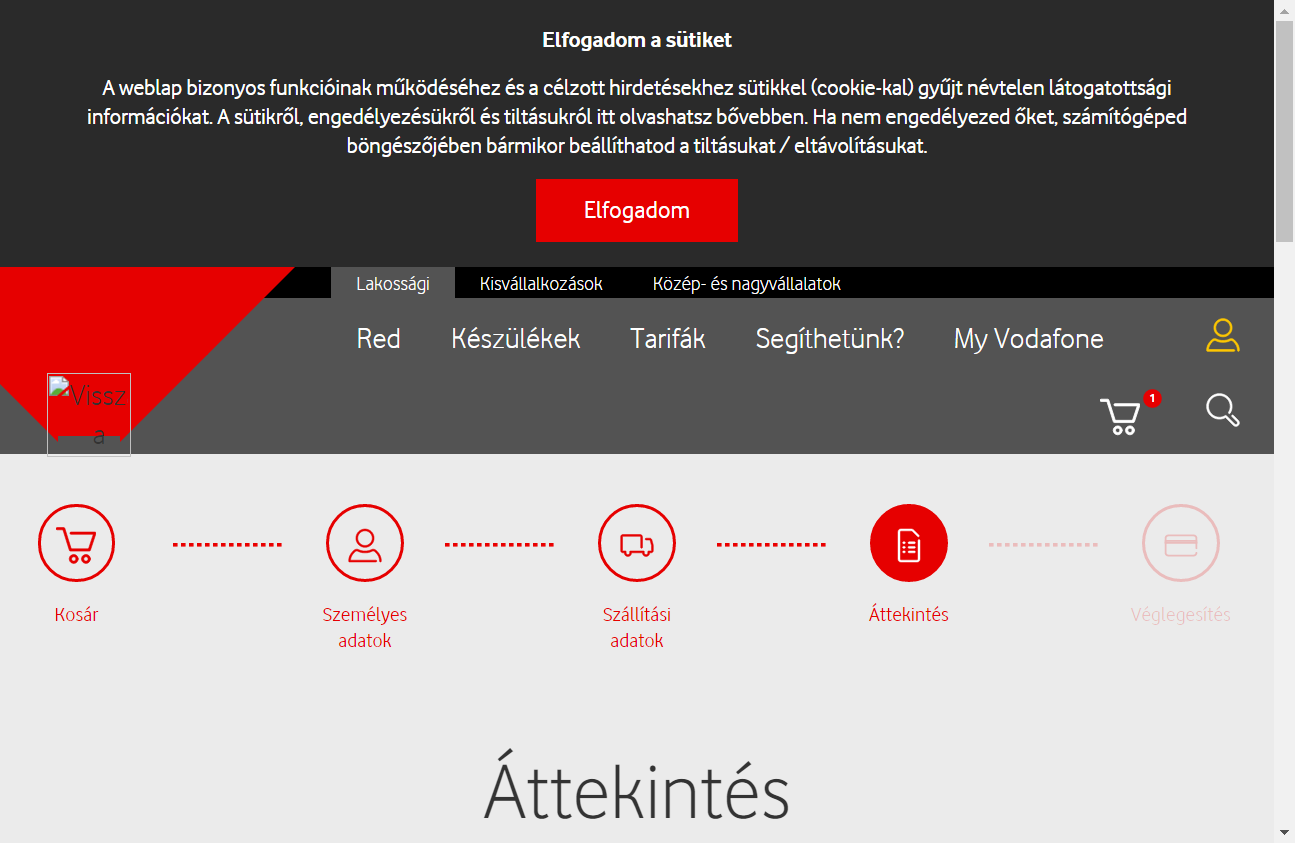 Elfogadom a sütiket
A weblap bizonyos funkcióinak működéséhez és a célzott hirdetésekhez sütikkel (cookie-kal) gyűjt névtelen látogatottsági
információkat. A sütikről, engedélyezésükről és tiltásukról itt olvashatsz bővebben. Ha nem engedélyezed őket, számítógéped
böngészőjében bármikor beállíthatod a tiltásukat / eltávolításukat.
Elfogadom
Lakossági Kisvállalkozások Közép- és nagyvállalatok
Red Készülékek Tarifák Segíthetünk? My Vodafone
Vissz
a
1
Kosár
Személyes
adatok
Szállítási
adatok
Áttekintés
Véglegesítés
Áttekintés